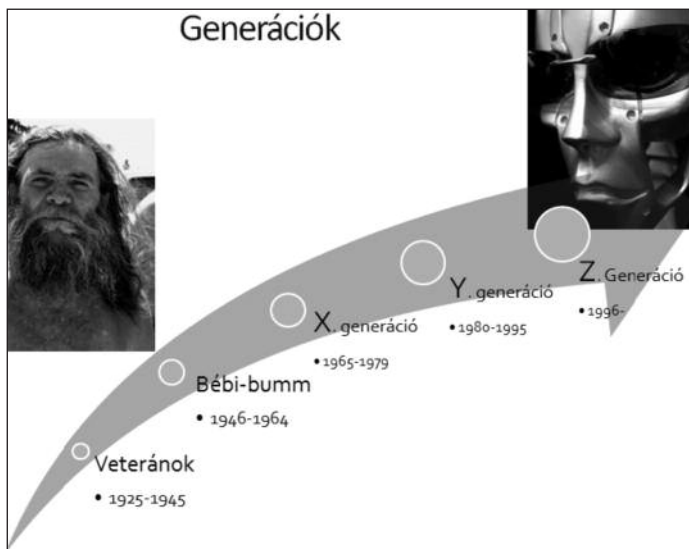 Generációk
Veteránok
• 1925-1945
Bébi-bumm
• 1946-1964
X. generáció
• 1965-1979
Y. generáció
• 1980-1995
Z. Generáció
• 1996-